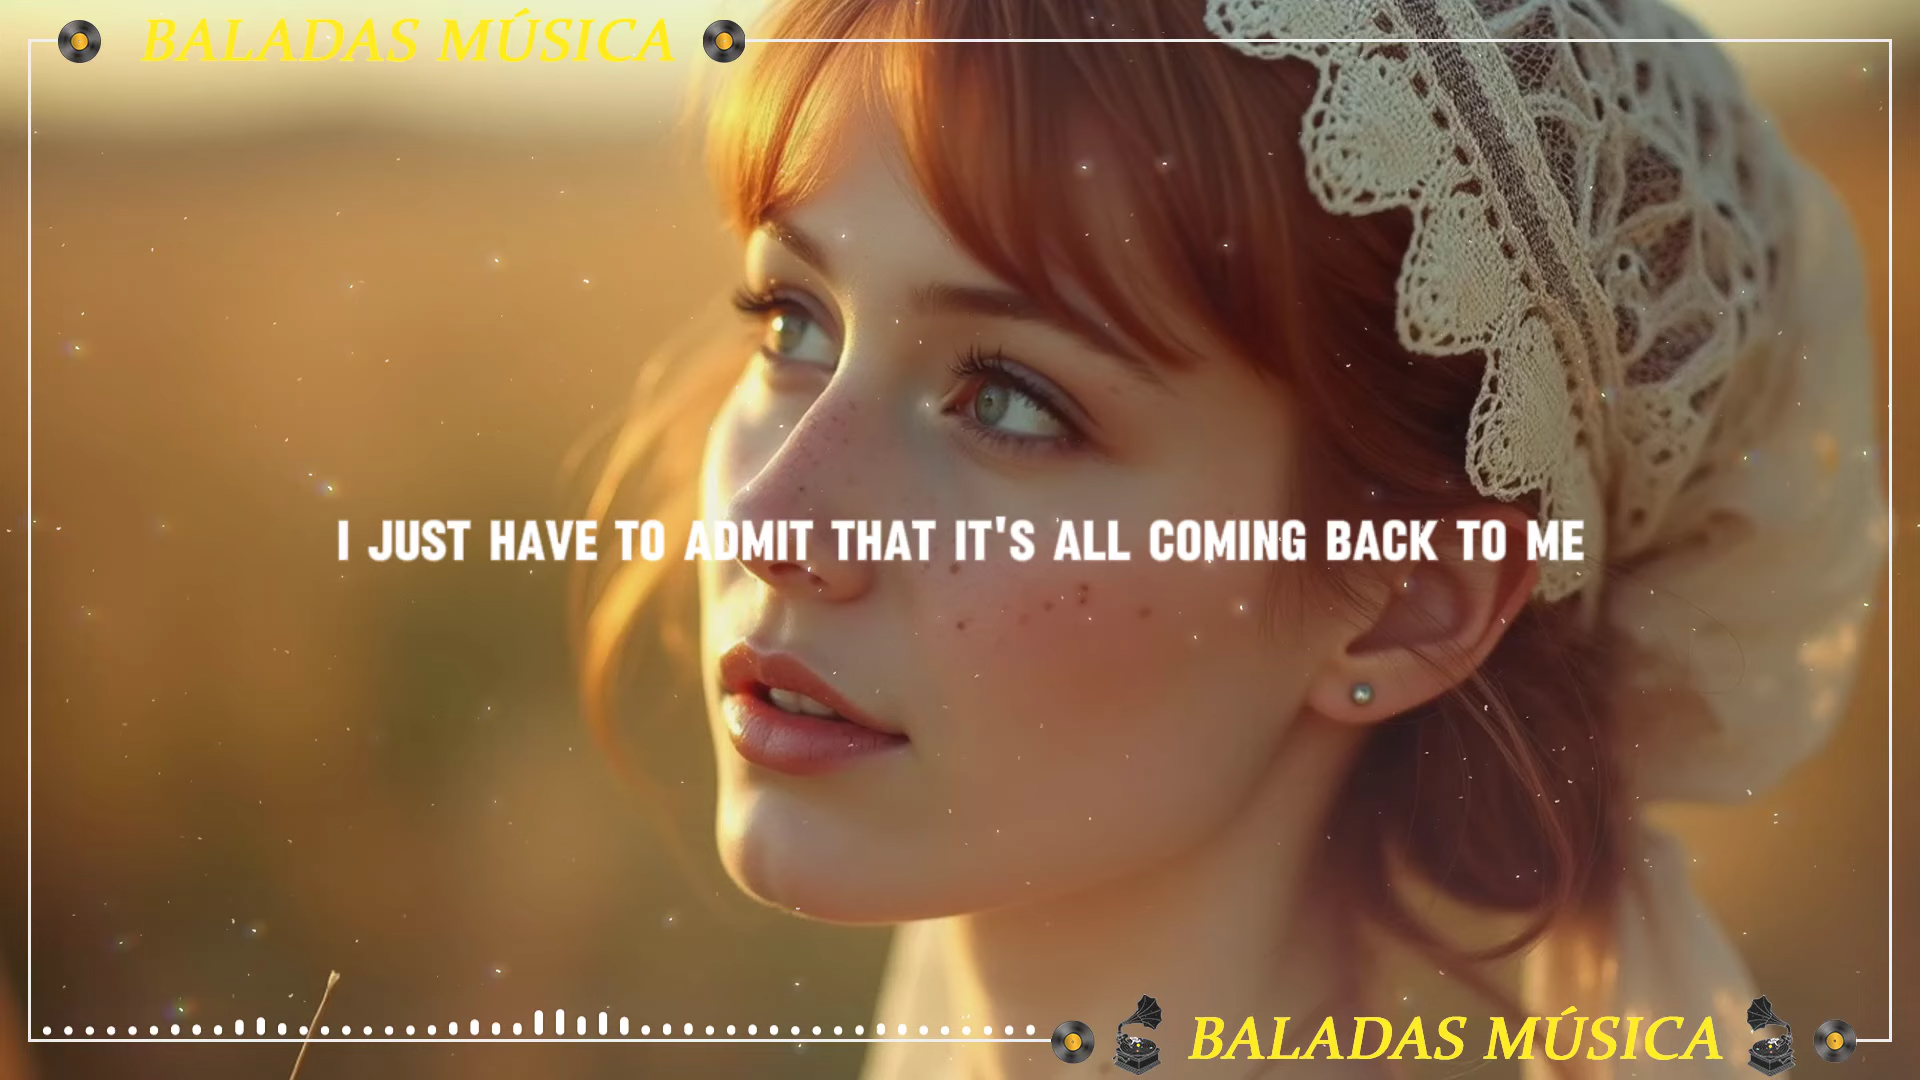 BALADAS MÚSICA
I JUST HAVE TO ADMIT THAT IT'S ALL COMING BACK TO ME
BALADAS MÚSICA